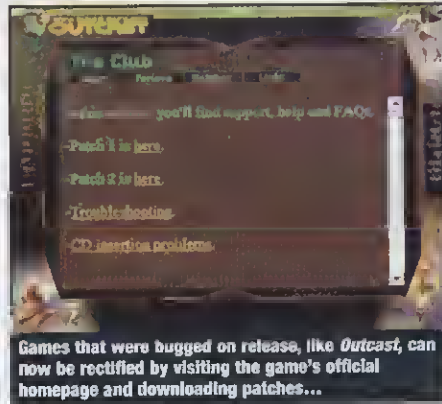 OUTCAST
The Club
you'll find support, help and FAQs.
-Patch 1 is here.
-Patch 2 is here.
-Troubleshooting.
-CD insertion problems.
Games that were bugged on release, like Outcast, can
now be rectified by visiting the game's official
homepage and downloading patches...